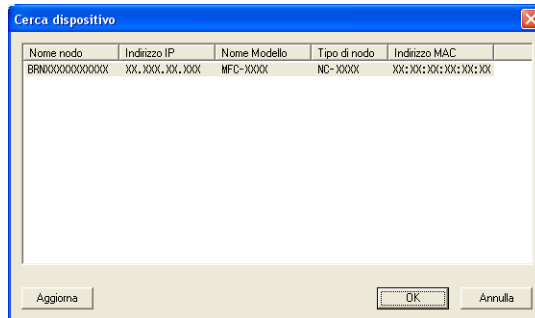 Cerca dispositivo
Nome nodo Indirizzo IP Nome Modello Tipo di nodo Indirizzo MAC
BRNXXXXXXXXXXXX XX.XXX.XX.XXX MFC-XXXX NC-XXXX XX:XX:XX:XX:XX:XX
Aggiorna OK Annulla